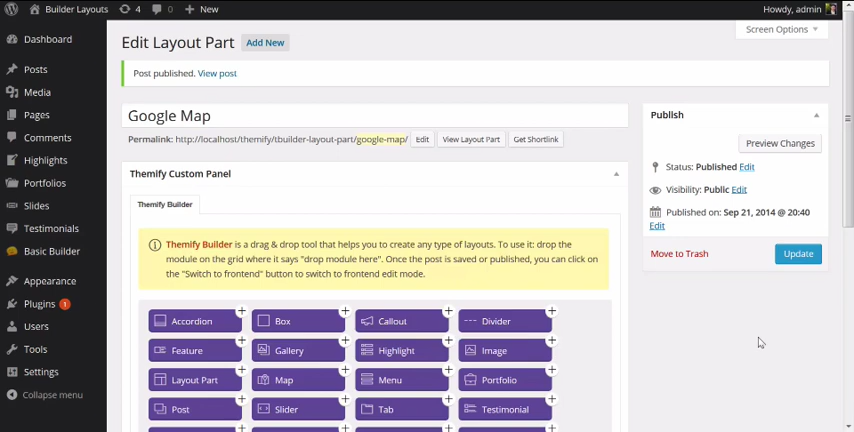 Builder Layouts
4
0
New
Howdy, admin
Screen Options
Dashboard
Posts
Media
Pages
Comments
Highlights
Portfolios
Slides
Testimonials
Basic Builder
Appearance
Plugins 1
Users
Tools
Settings
Collapse menu
Edit Layout Part Add New
Post published. View post
Google Map
Permalink: http://localhost/themify/tbuilder-layout-part/google-map/ Edit View Layout Part Get Shortlink
Themify Custom Panel
Themify Builder
Themify Builder is a drag & drop tool that helps you to create any type of layouts. To use it: drop the
module on the grid where it says "drop module here". Once the post is saved or published, you can click on
the "Switch to frontend" button to switch to frontend edit mode.
Accordion Box Callout Divider
Feature Gallery Highlight Image
Layout Part Map Menu Portfolio
Post Slider Tab Testimonial
Publish
Preview Changes
Status: Published Edit
Visibility: Public Edit
Published on: Sep 21, 2014 @ 20:40
Edit
Move to Trash Update